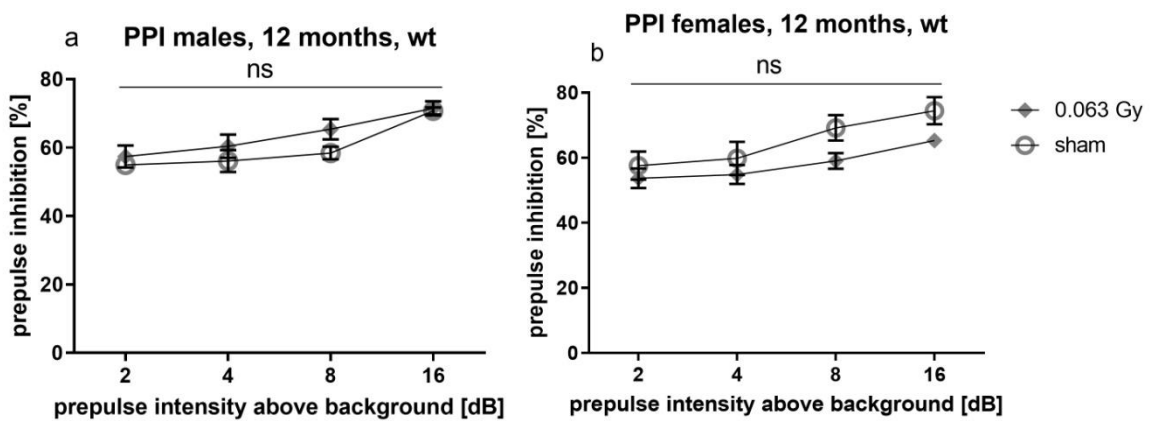 a
PPI males, 12 months, wt
ns
80
60
40
20
0
2 4 8 16
prepulse inhibition [%]
prepulse intensity above background [dB]
b
PPI females, 12 months, wt
ns
80
60
40
20
0
2 4 8 16
prepulse inhibition [%]
prepulse intensity above background [dB]
0.063 Gy
sham